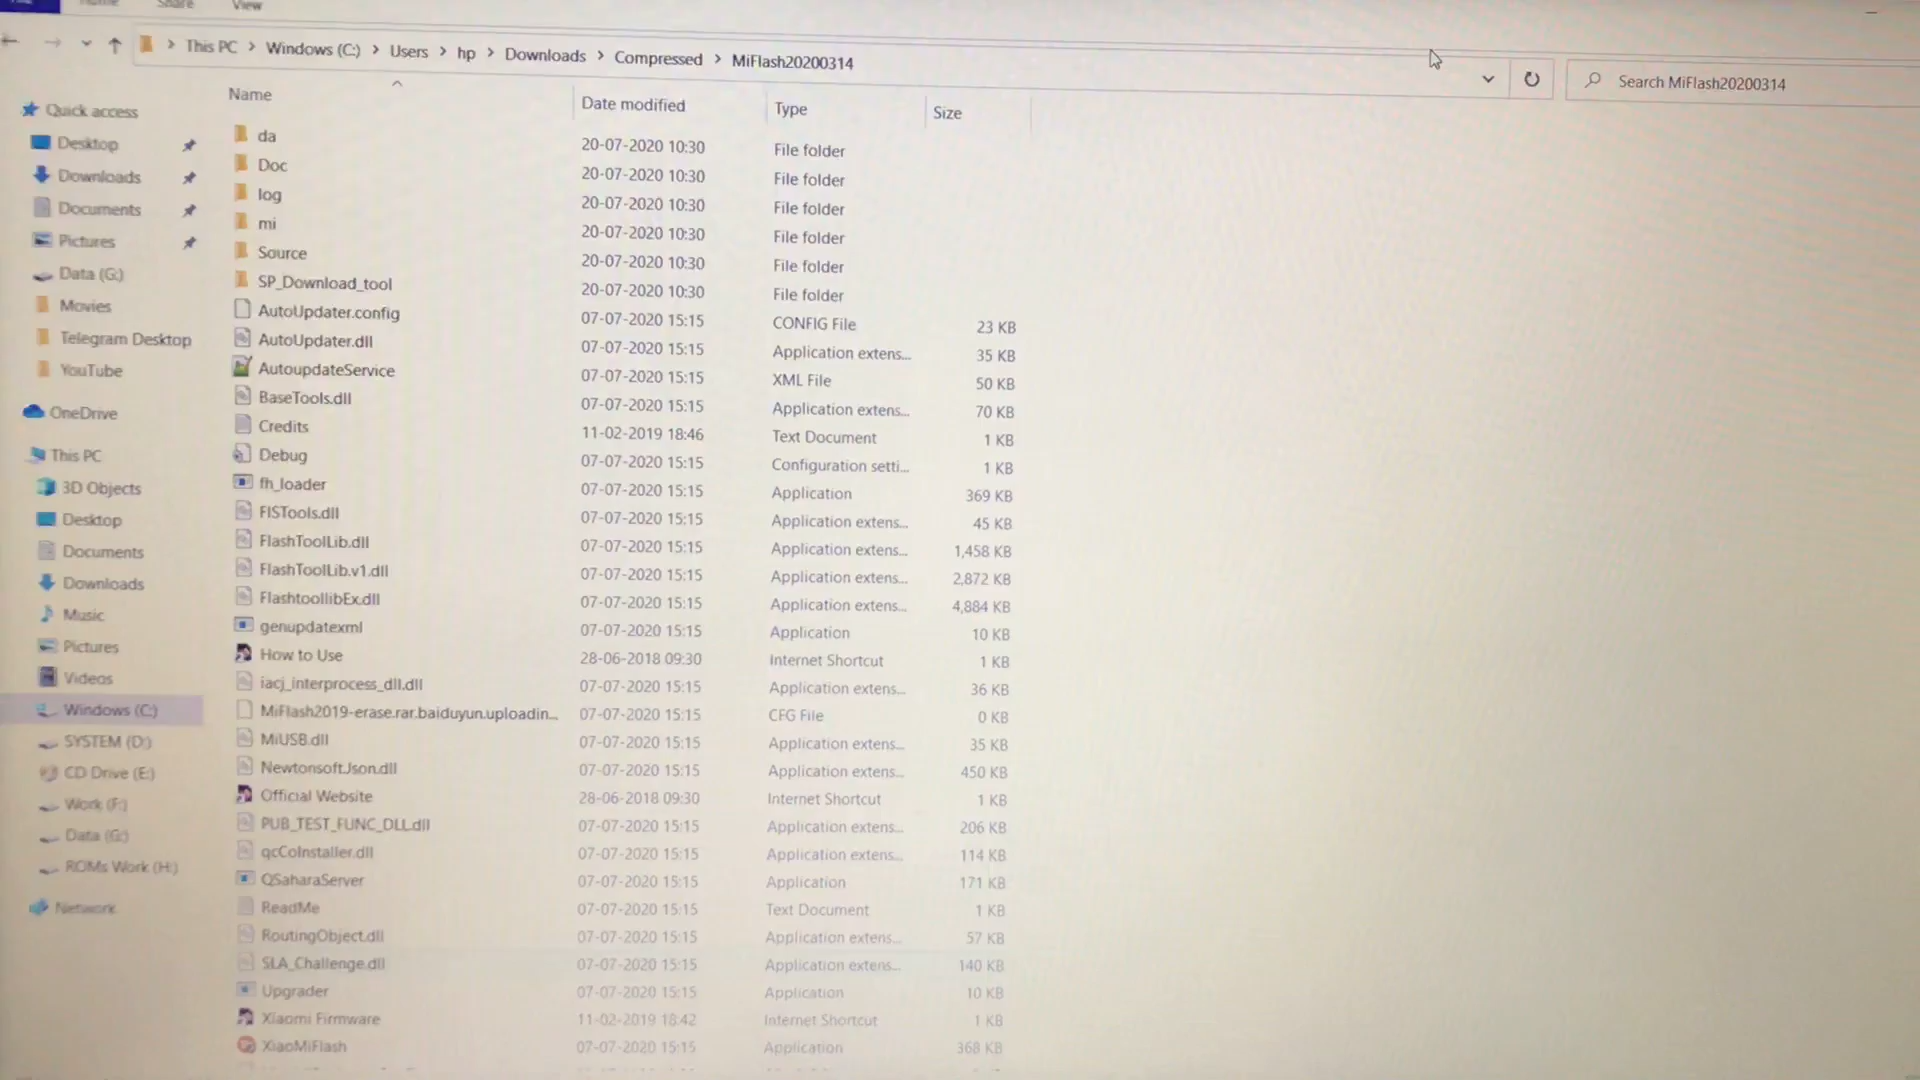 Home Share View
This PC > Windows (C:) > Users > hp > Downloads > Compressed > MiFlash20200314
Search MiFlash20200314
Name Date modified Type Size
Quick access
Desktop
Downloads
Documents
Pictures
Data (G:)
Movies
Telegram Desktop
YouTube
OneDrive
This PC
3D Objects
Desktop
Documents
Downloads
Music
Pictures
Videos
Windows (C:)
SYSTEM (D:)
CD Drive (E:)
Work (F:)
Data (G:)
ROMs Work (H:)
Network
da 20-07-2020 10:30 File folder
Doc 20-07-2020 10:30 File folder
log 20-07-2020 10:30 File folder
mi 20-07-2020 10:30 File folder
Source 20-07-2020 10:30 File folder
SP_Download_tool 20-07-2020 10:30 File folder
AutoUpdater.config 07-07-2020 15:15 CONFIG File 23 KB
AutoUpdater.dll 07-07-2020 15:15 Application extens... 35 KB
AutoupdateService 07-07-2020 15:15 XML File 50 KB
BaseTools.dll 07-07-2020 15:15 Application extens... 70 KB
Credits 11-02-2019 18:46 Text Document 1 KB
Debug 07-07-2020 15:15 Configuration setti... 1 KB
fh_loader 07-07-2020 15:15 Application 369 KB
FISTools.dll 07-07-2020 15:15 Application extens... 45 KB
FlashToolLib.dll 07-07-2020 15:15 Application extens... 1,458 KB
FlashToolLib.v1.dll 07-07-2020 15:15 Application extens... 2,872 KB
FlashtoollibEx.dll 07-07-2020 15:15 Application extens... 4,884 KB
genupdatexml 07-07-2020 15:15 Application 10 KB
How to Use 28-06-2018 09:30 Internet Shortcut 1 KB
iacj_interprocess_dll.dll 07-07-2020 15:15 Application extens... 36 KB
MiFlash2019-erase.rar.baiduyun.uploadin... 07-07-2020 15:15 CFG File 0 KB
MiUSB.dll 07-07-2020 15:15 Application extens... 35 KB
Newtonsoft.Json.dll 07-07-2020 15:15 Application extens... 450 KB
Official Website 28-06-2018 09:30 Internet Shortcut 1 KB
PUB_TEST_FUNC_DLL.dll 07-07-2020 15:15 Application extens... 206 KB
qcCoInstaller.dll 07-07-2020 15:15 Application extens... 114 KB
QSaharaServer 07-07-2020 15:15 Application 171 KB
ReadMe 07-07-2020 15:15 Text Document 1 KB
RoutingObject.dll 07-07-2020 15:15 Application extens... 57 KB
SLA_Challenge.dll 07-07-2020 15:15 Application extens... 140 KB
Upgrader 07-07-2020 15:15 Application 10 KB
Xiaomi Firmware 11-02-2019 18:42 Internet Shortcut 1 KB
XiaoMiFlash 07-07-2020 15:15 Application 368 KB